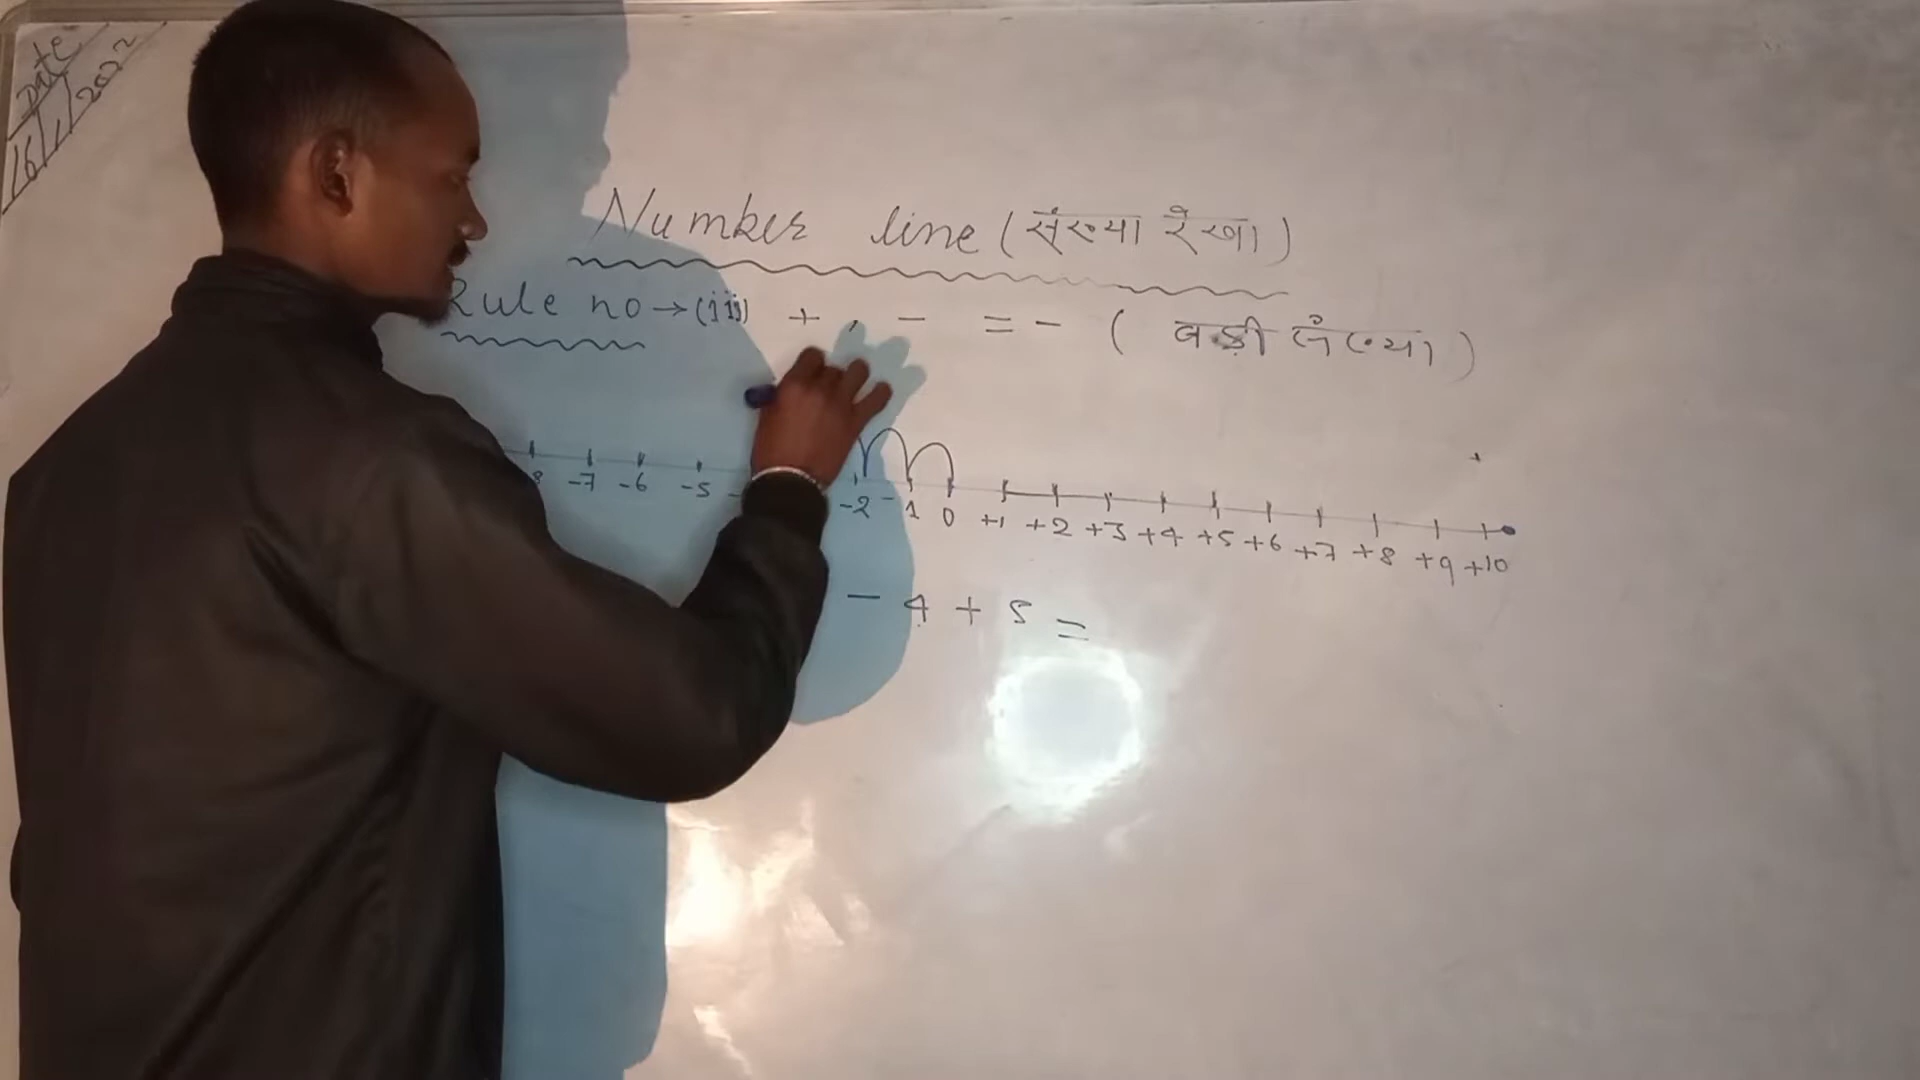 Date
16/1/2022
Number line (संख्या रेखा)
Rule no → (iii) + , - = - ( बड़ी संख्या )
-7 -6 -5 -2 -1 0 +1 +2 +3 +4 +5 +6 +7 +8 +9 +10
- 4 + 5 =